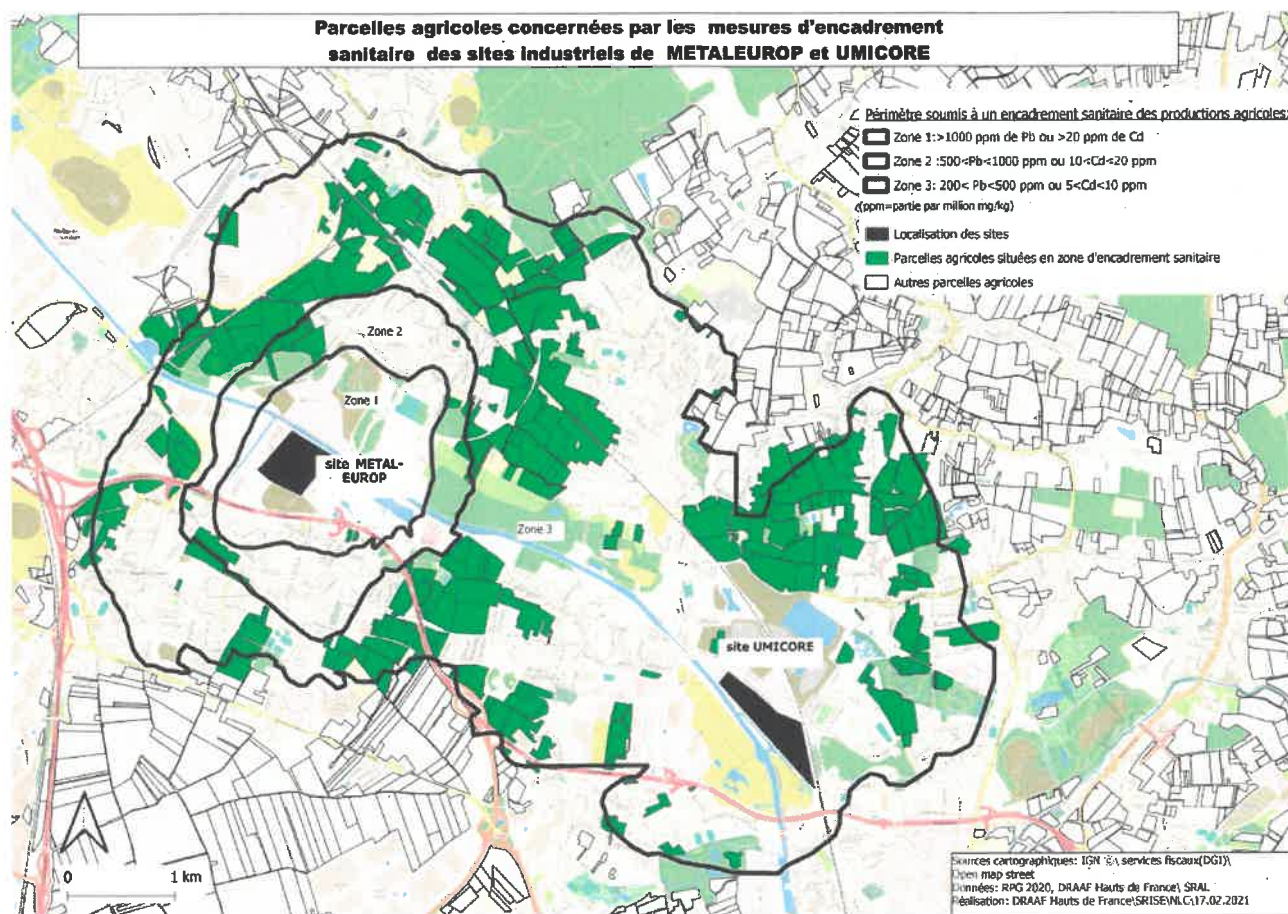 Parcelles agricoles concernées par les mesures d'encadrement
sanitaire des sites industriels de METALEUROP et UMICORE
Périmètre soumis à un encadrement sanitaire des productions agricoles:
Zone 1:>1000 ppm de Pb ou >20 ppm de Cd
Zone 2 :500<Pb<1000 ppm ou 10<Cd<20 ppm
Zone 3: 200< Pb<500 ppm ou 5<Cd<10 ppm
(ppm=partie par million mg/kg)
Localisation des sites
Parcelles agricoles situées en zone d'encadrement sanitaire
Autres parcelles agricoles
Zone 2
Zone 1
site METAL-
EUROP
Zone 3
site UMICORE
0 1 km
Sources cartographiques: IGN ©\ services fiscaux(DGI)\
Open map street
Données: RPG 2020, DRAAF Hauts de France\ SRAL
Réalisation: DRAAF Hauts de France\SRISE\NLC\17.02.2021